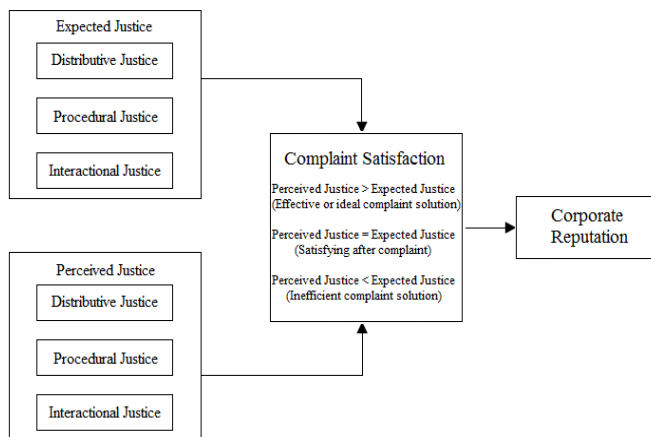 Expected Justice
Distributive Justice
Procedural Justice
Interactional Justice
Complaint Satisfaction
Perceived Justice > Expected Justice
(Effective or ideal complaint solution)
Perceived Justice = Expected Justice
(Satisfying after complaint)
Perceived Justice < Expected Justice
(Inefficient complaint solution)
Corporate
Reputation
Perceived Justice
Distributive Justice
Procedural Justice
Interactional Justice